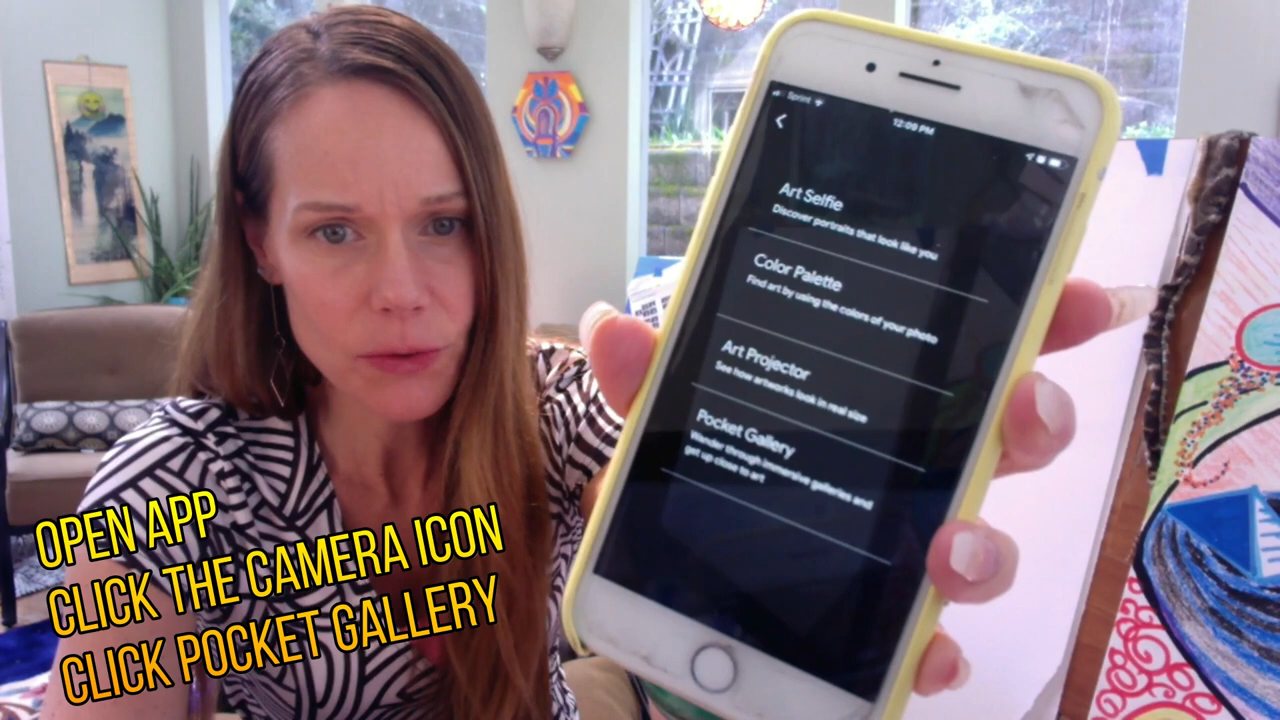 Sprint
12:09 PM
Art Selfie
Discover portraits that look like you
Color Palette
Find art by using the colors of your photo
Art Projector
See how artworks look in real size
Pocket Gallery
Wander through immersive galleries and
get up close to art
OPEN APP
CLICK THE CAMERA ICON
CLICK POCKET GALLERY